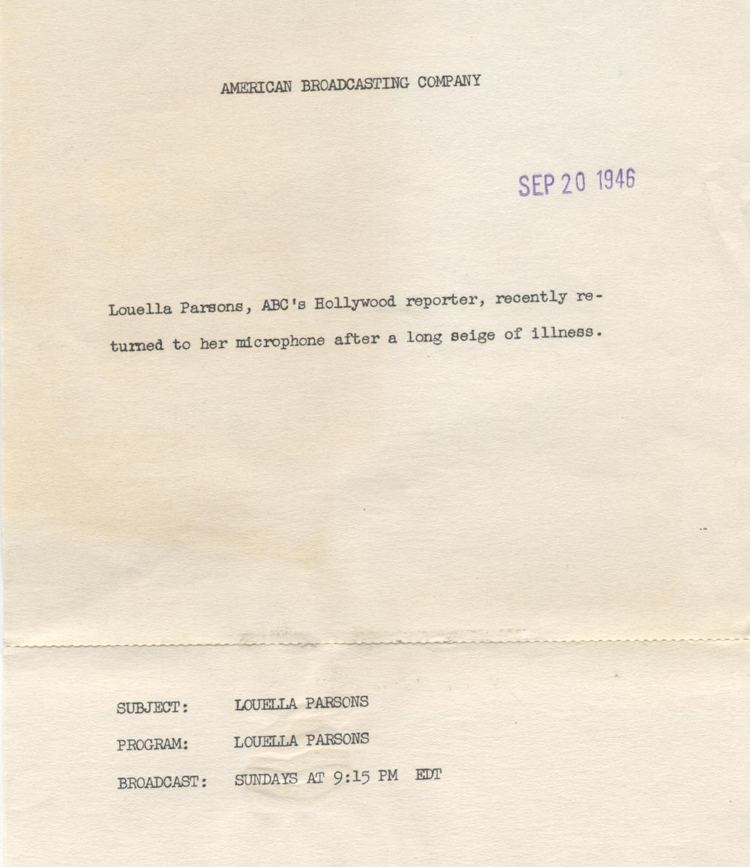 AMERICAN BROADCASTING COMPANY
SEP 20 1946
Louella Parsons, ABC's Hollywood reporter, recently re-
turned to her microphone after a long seige of illness.
SUBJECT: LOUELLA PARSONS
PROGRAM: LOUELLA PARSONS
BROADCAST: SUNDAYS AT 9:15 PM EDT